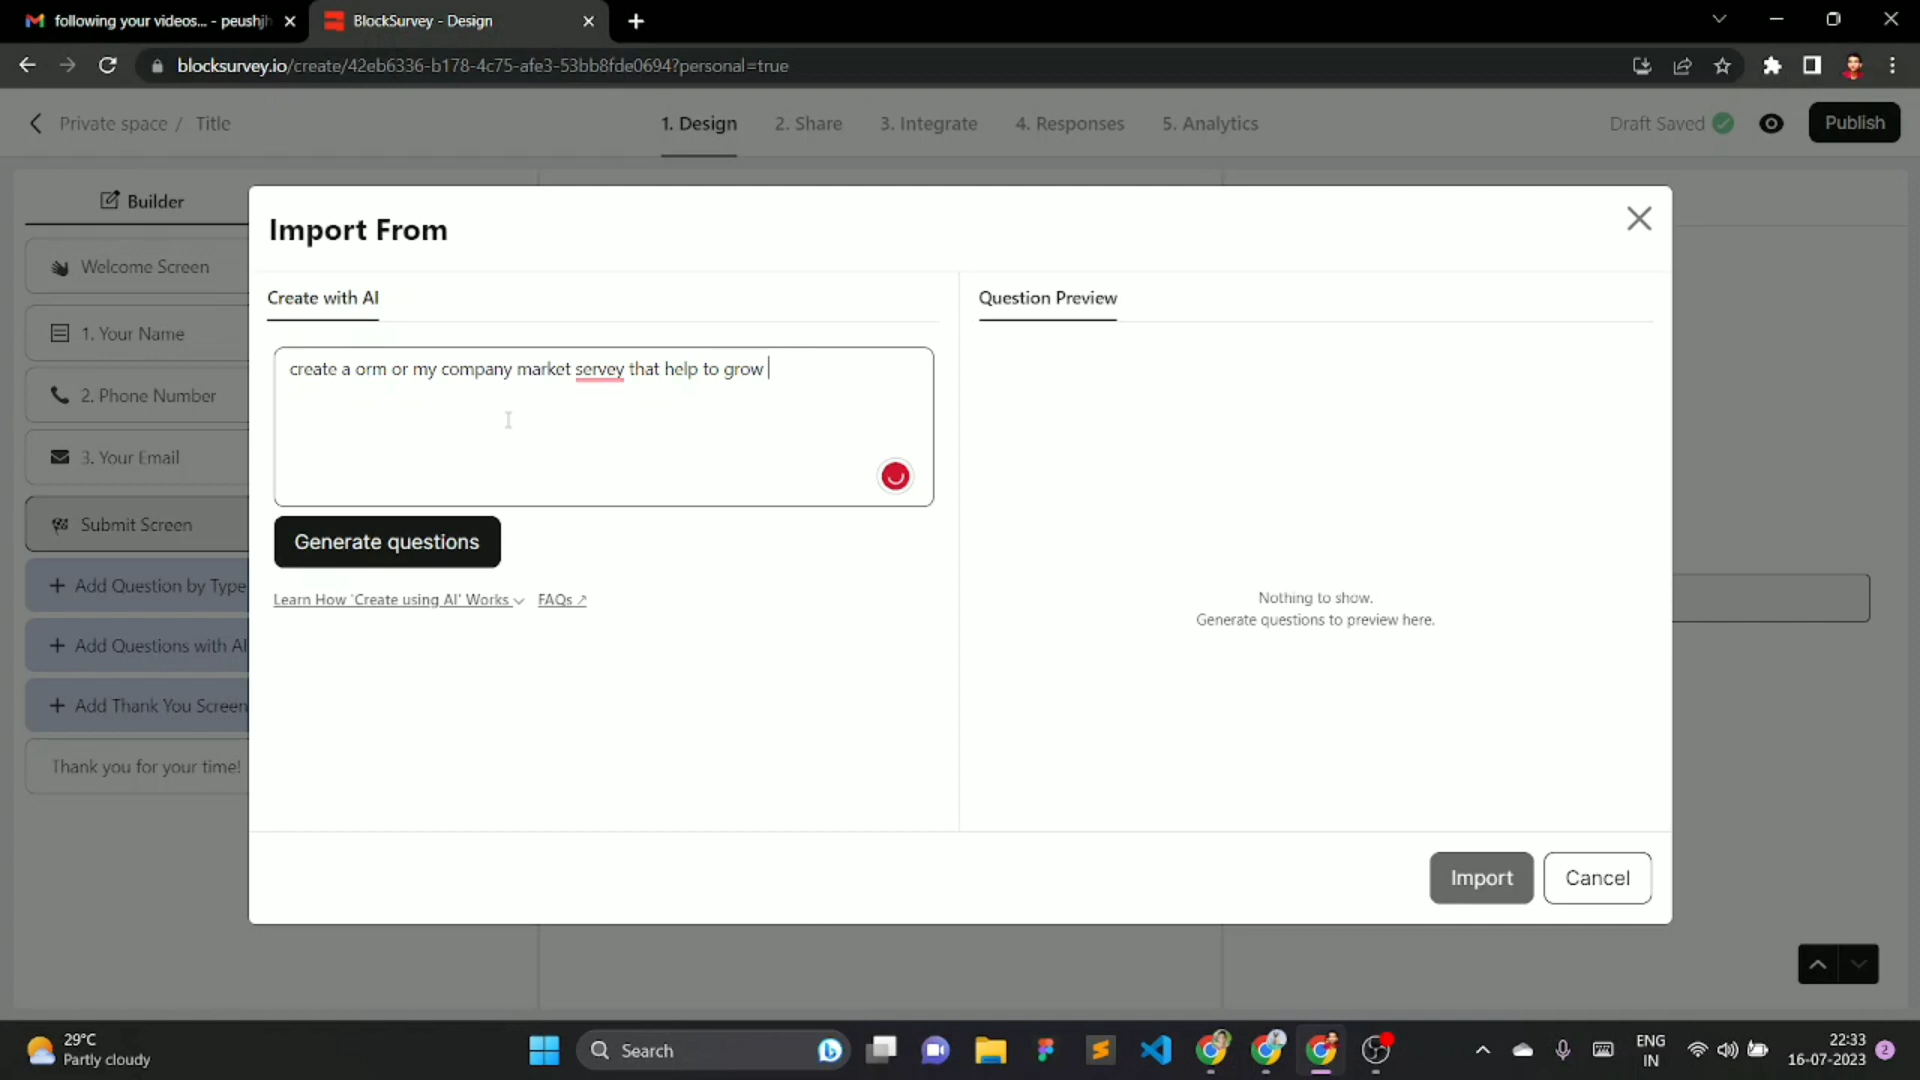 following your videos... - peushjh
BlockSurvey - Design
blocksurvey.io/create/42eb6336-b178-4c75-afe3-53bb8fde0694?personal=true
Private space / Title
1. Design
2. Share
3. Integrate
4. Responses
5. Analytics
Draft Saved
Publish
Builder
Welcome Screen
1. Your Name
2. Phone Number
3. Your Email
Submit Screen
+ Add Question by Type
+ Add Questions with AI
+ Add Thank You Screen
Thank you for your time!
Import From
Create with AI
create a orm or my company market servey that help to grow
Generate questions
Learn How 'Create using AI' Works
FAQs ↗
Question Preview
Nothing to show.
Generate questions to preview here.
Import
Cancel
29°C
Partly cloudy
Search
ENG
IN
22:33
16-07-2023
2